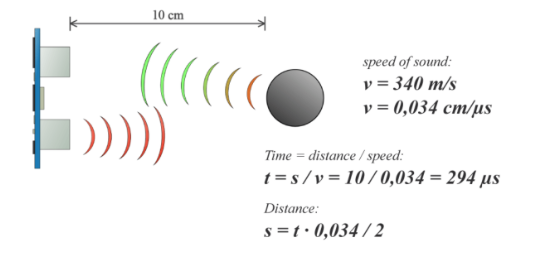 10 cm
speed of sound:
v = 340 m/s
v = 0,034 cm/μs
Time = distance / speed:
t = s / v = 10 / 0,034 = 294 μs
Distance:
s = t · 0,034 / 2